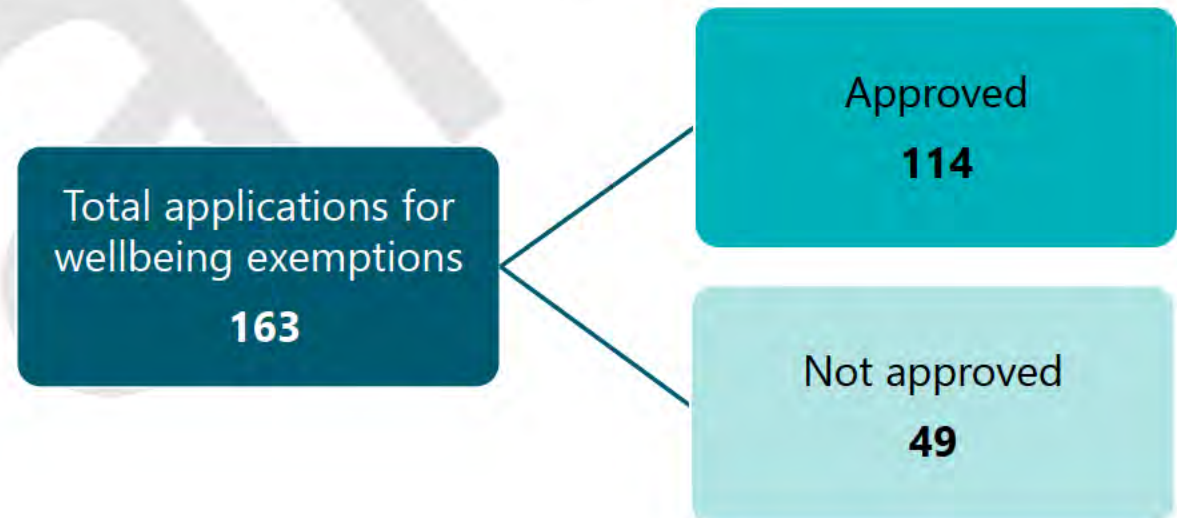 Total applications for
wellbeing exemptions
163
Approved
114
Not approved
49